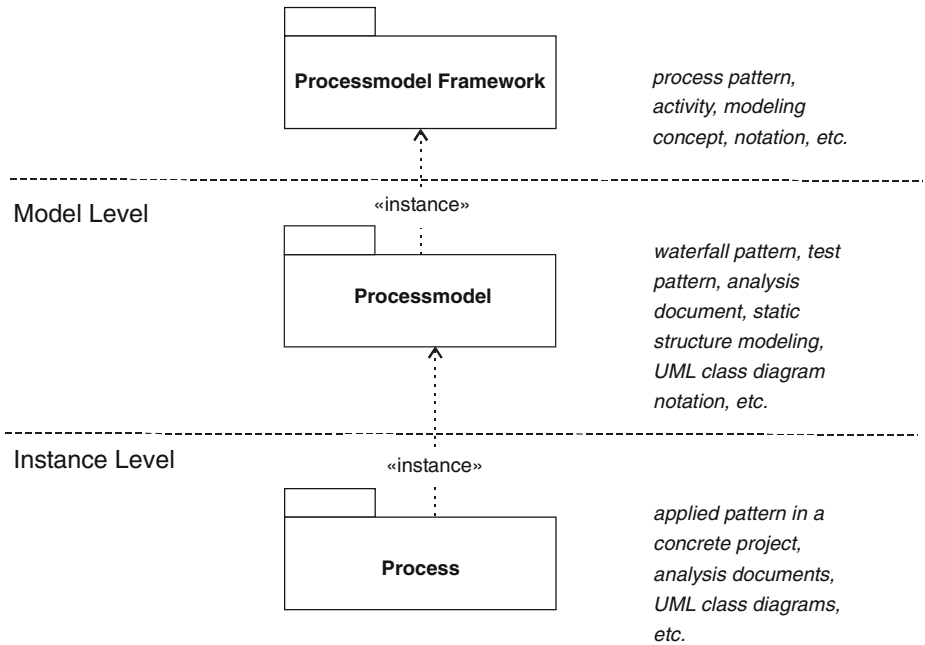 Processmodel Framework
process pattern,
activity, modeling
concept, notation, etc.
Model Level
«instance»
Processmodel
waterfall pattern, test
pattern, analysis
document, static
structure modeling,
UML class diagram
notation, etc.
Instance Level
«instance»
Process
applied pattern in a
concrete project,
analysis documents,
UML class diagrams,
etc.